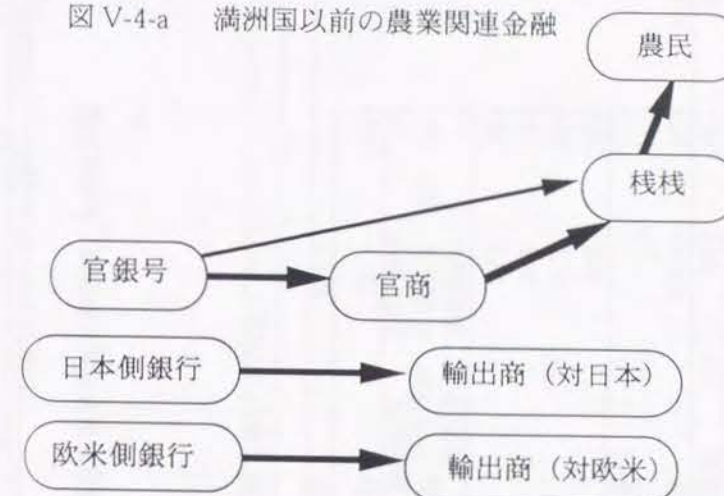 図 V-4-a 満洲国以前の農業関連金融
農民
桟桟
官銀号
官商
日本側銀行
輸出商（対日本）
欧米側銀行
輸出商（対欧米）